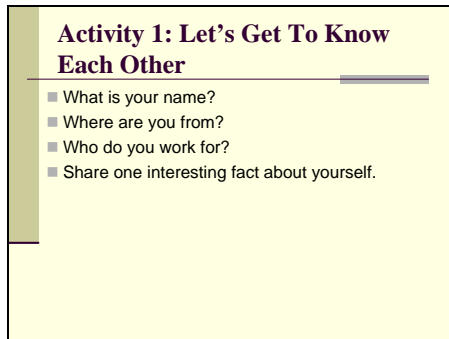 Activity 1: Let's Get To Know
Each Other
What is your name?
Where are you from?
Who do you work for?
Share one interesting fact about yourself.